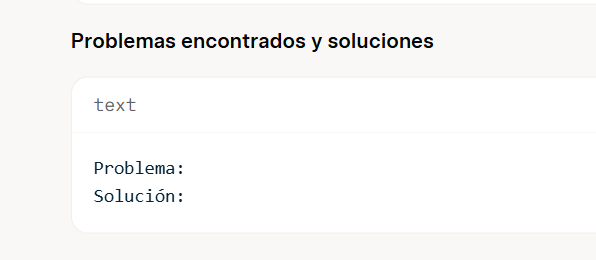 Problemas encontrados y soluciones
text
Problema:
Solución: